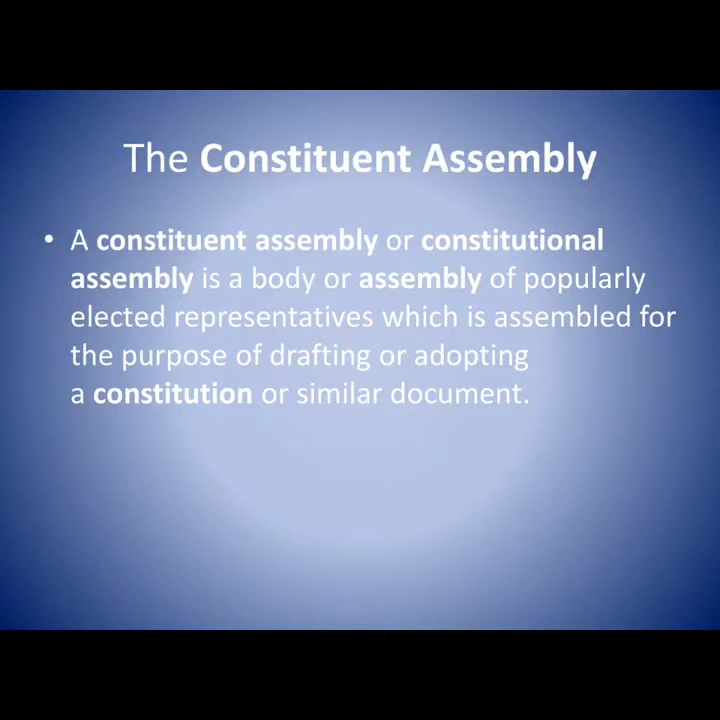 The Constituent Assembly
• A constituent assembly or constitutional
assembly is a body or assembly of popularly
elected representatives which is assembled for
the purpose of drafting or adopting
a constitution or similar document.